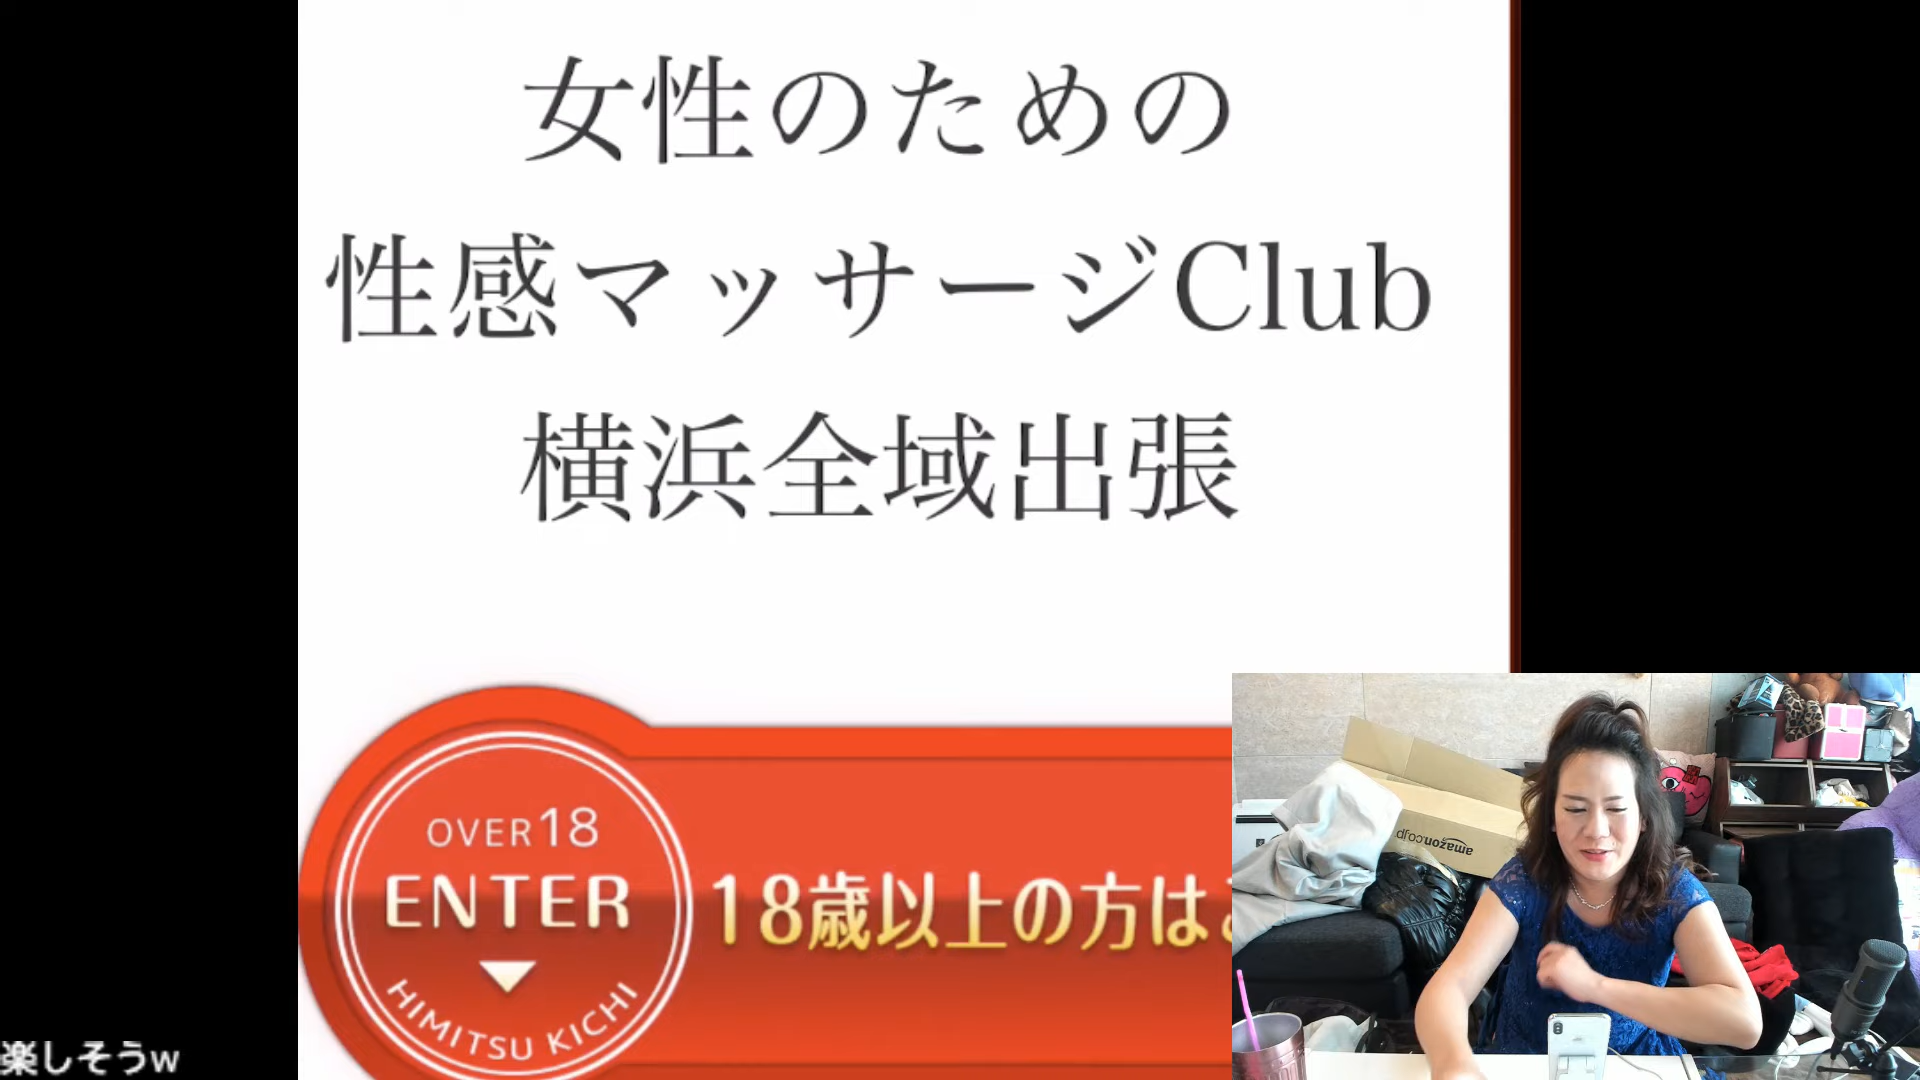 女性のための
性感マッサージClub
横浜全域出張
OVER18
ENTER
HIMITSU KICHI
18歳以上の方は
amazon.co.jp
楽しそうw